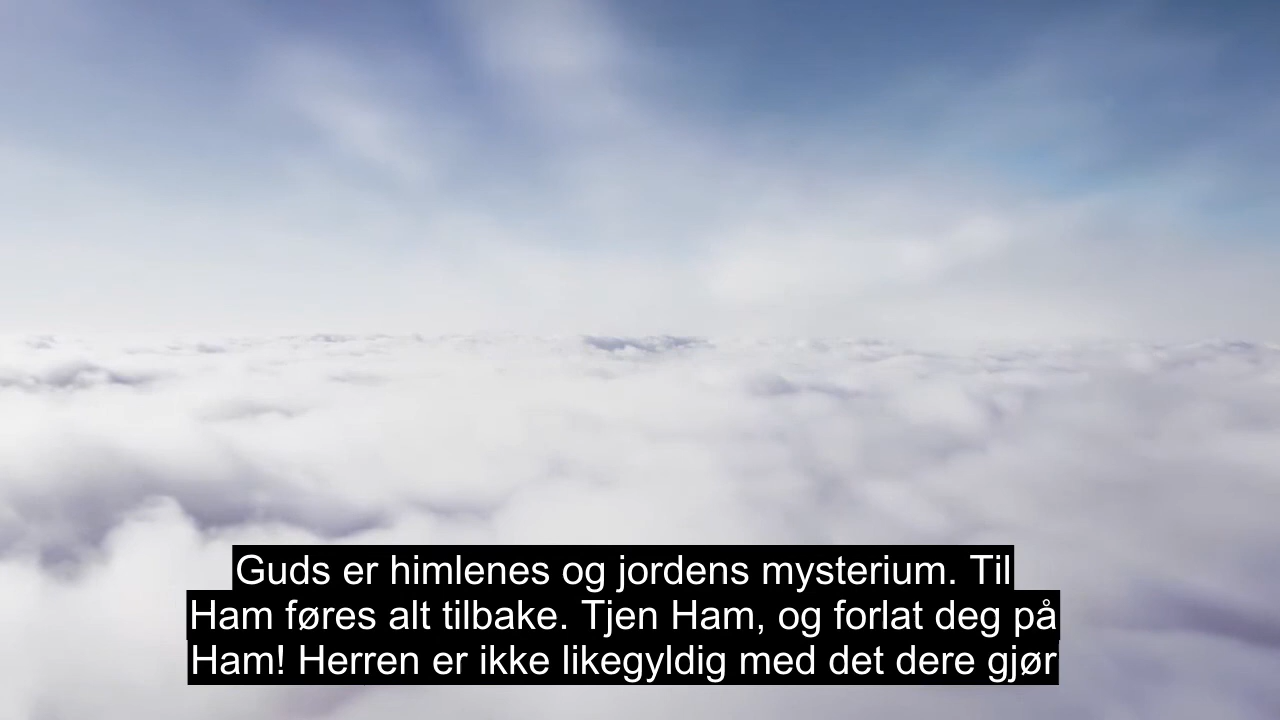 Guds er himlenes og jordens mysterium. Til
Ham føres alt tilbake. Tjen Ham, og forlat deg på
Ham! Herren er ikke likegyldig med det dere gjør